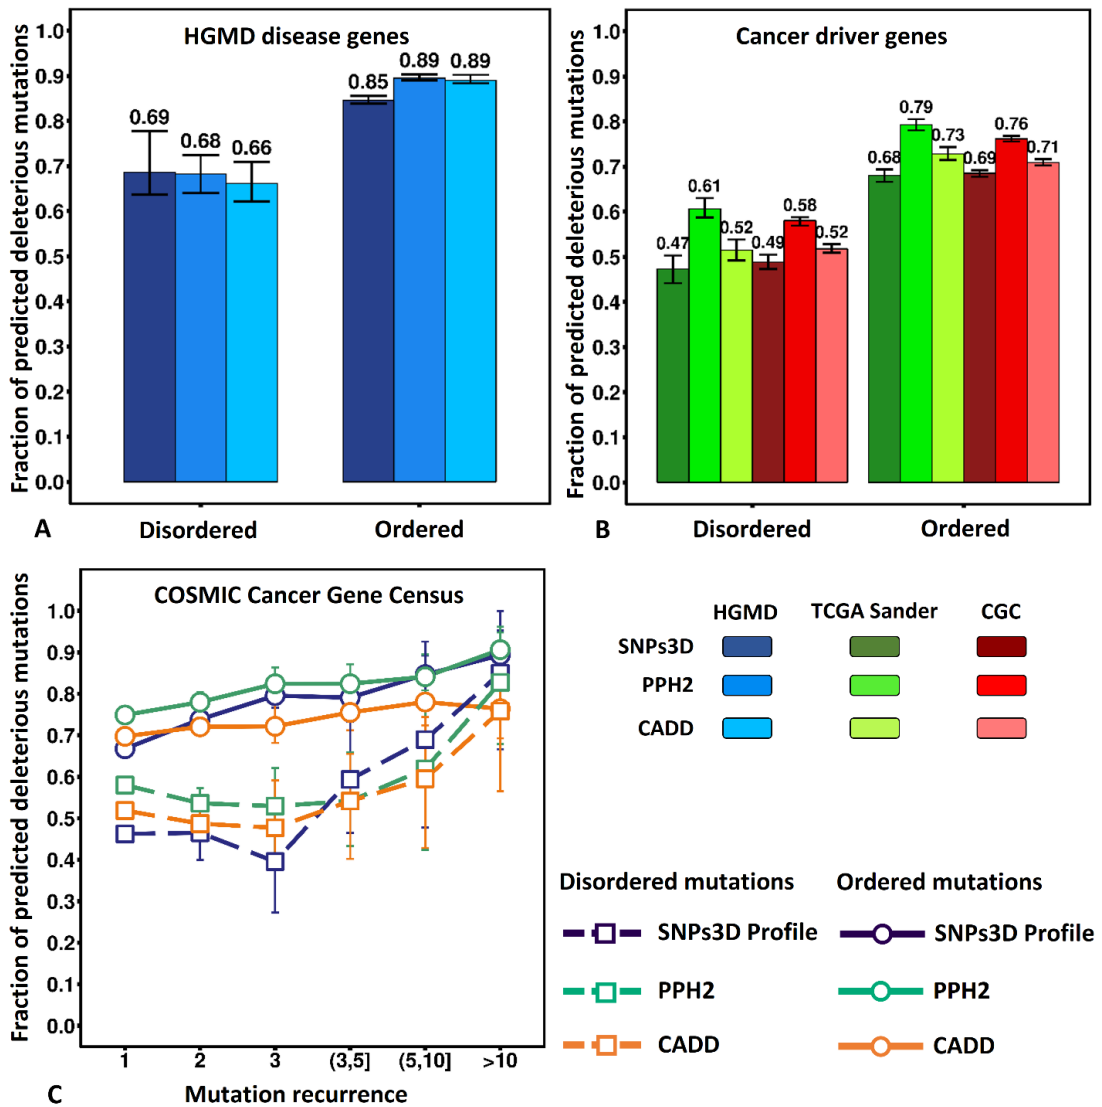 HGMD disease genes
Fraction of predicted deleterious mutations
1.0
0.9
0.8
0.7
0.6
0.5
0.4
0.3
0.2
0.1
0.0
0.69
0.68
0.66
0.85
0.89
0.89
Disordered
Ordered
A
Cancer driver genes
Fraction of predicted deleterious mutations
1.0
0.9
0.8
0.7
0.6
0.5
0.4
0.3
0.2
0.1
0.0
0.47
0.61
0.52
0.49
0.58
0.52
0.68
0.79
0.73
0.69
0.76
0.71
Disordered
Ordered
B
COSMIC Cancer Gene Census
Fraction of predicted deleterious mutations
1.0
0.9
0.8
0.7
0.6
0.5
0.4
0.3
0.2
0.1
0.0
1
2
3
(3,5]
(5,10]
>10
Mutation recurrence
C
HGMD TCGA Sander CGC
SNPs3D
PPH2
CADD
Disordered mutations
SNPs3D Profile
PPH2
CADD
Ordered mutations
SNPs3D Profile
PPH2
CADD